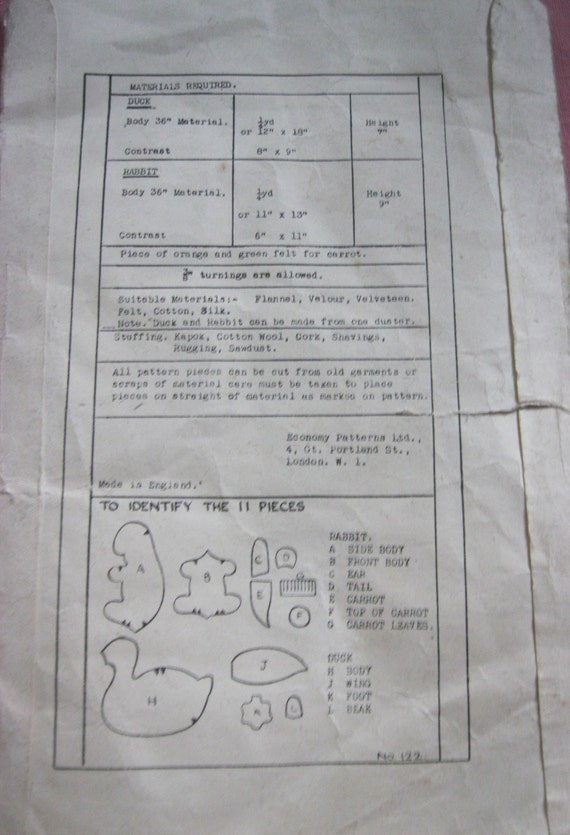 MATERIALS REQUIRED.
DUCK
Body 36" Material. ¼yd Height
or 12" x 18" 9"
Contrast 8" x 9"
RABBIT
Body 36" Material. ¼yd Height
9"
or 11" x 13"
Contrast 6" x 11"
Piece of orange and green felt for carrot.
⅜" turnings are allowed.
Suitable Materials:- Flannel, Velour, Velveteen.
Felt, Cotton, Silk.
Note. Duck and Rabbit can be made from one duster.
Stuffing. Kapok, Cotton Wool, Cork, Shavings,
Rugging, Sawdust.
All pattern pieces can be cut from old garments or
scraps of material care must be taken to place
pieces on straight of material as marked on pattern.
Economy Patterns Ltd.,
4, Gt. Portland St.,
London. W. 1.
Made in England.
TO IDENTIFY THE 11 PIECES
A B C D E G F
RABBIT.
A SIDE BODY
B FRONT BODY
C EAR
D TAIL
E CARROT
F TOP OF CARROT
G CARROT LEAVES.
H J K L
DUCK
H BODY
J WING
K FOOT
L BEAK
No 122.